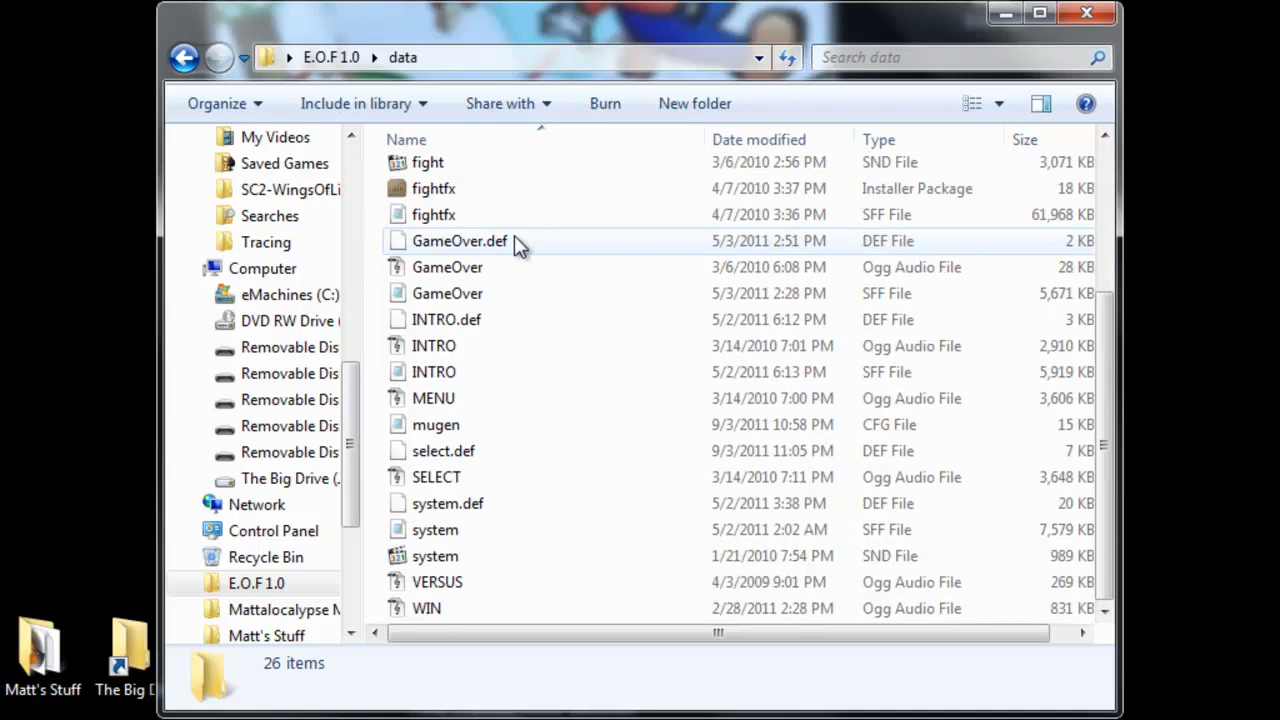 E.O.F 1.0 data
Search data
Organize Include in library Share with Burn New folder
Name Date modified Type Size
My Videos
Saved Games
SC2-WingsOfLi
Searches
Tracing
Computer
eMachines (C:)
DVD RW Drive (
Removable Dis
Removable Dis
Removable Dis
Removable Dis
Removable Dis
The Big Drive (.
Network
Control Panel
Recycle Bin
E.O.F 1.0
Mattalocalypse M
Matt's Stuff
fight 3/6/2010 2:56 PM SND File 3,071 KB
fightfx 4/7/2010 3:37 PM Installer Package 18 KB
fightfx 4/7/2010 3:36 PM SFF File 61,968 KB
GameOver.def 5/3/2011 2:51 PM DEF File 2 KB
GameOver 3/6/2010 6:08 PM Ogg Audio File 28 KB
GameOver 5/3/2011 2:28 PM SFF File 5,671 KB
INTRO.def 5/2/2011 6:12 PM DEF File 3 KB
INTRO 3/14/2010 7:01 PM Ogg Audio File 2,910 KB
INTRO 5/2/2011 6:13 PM SFF File 5,919 KB
MENU 3/14/2010 7:00 PM Ogg Audio File 3,606 KB
mugen 9/3/2011 10:58 PM CFG File 15 KB
select.def 9/3/2011 11:05 PM DEF File 7 KB
SELECT 3/14/2010 7:11 PM Ogg Audio File 3,648 KB
system.def 5/2/2011 3:38 PM DEF File 20 KB
system 5/2/2011 2:02 AM SFF File 7,579 KB
system 1/21/2010 7:54 PM SND File 989 KB
VERSUS 4/3/2009 9:01 PM Ogg Audio File 269 KB
WIN 2/28/2011 2:28 PM Ogg Audio File 831 KB
26 items
Matt's Stuff
The Big D